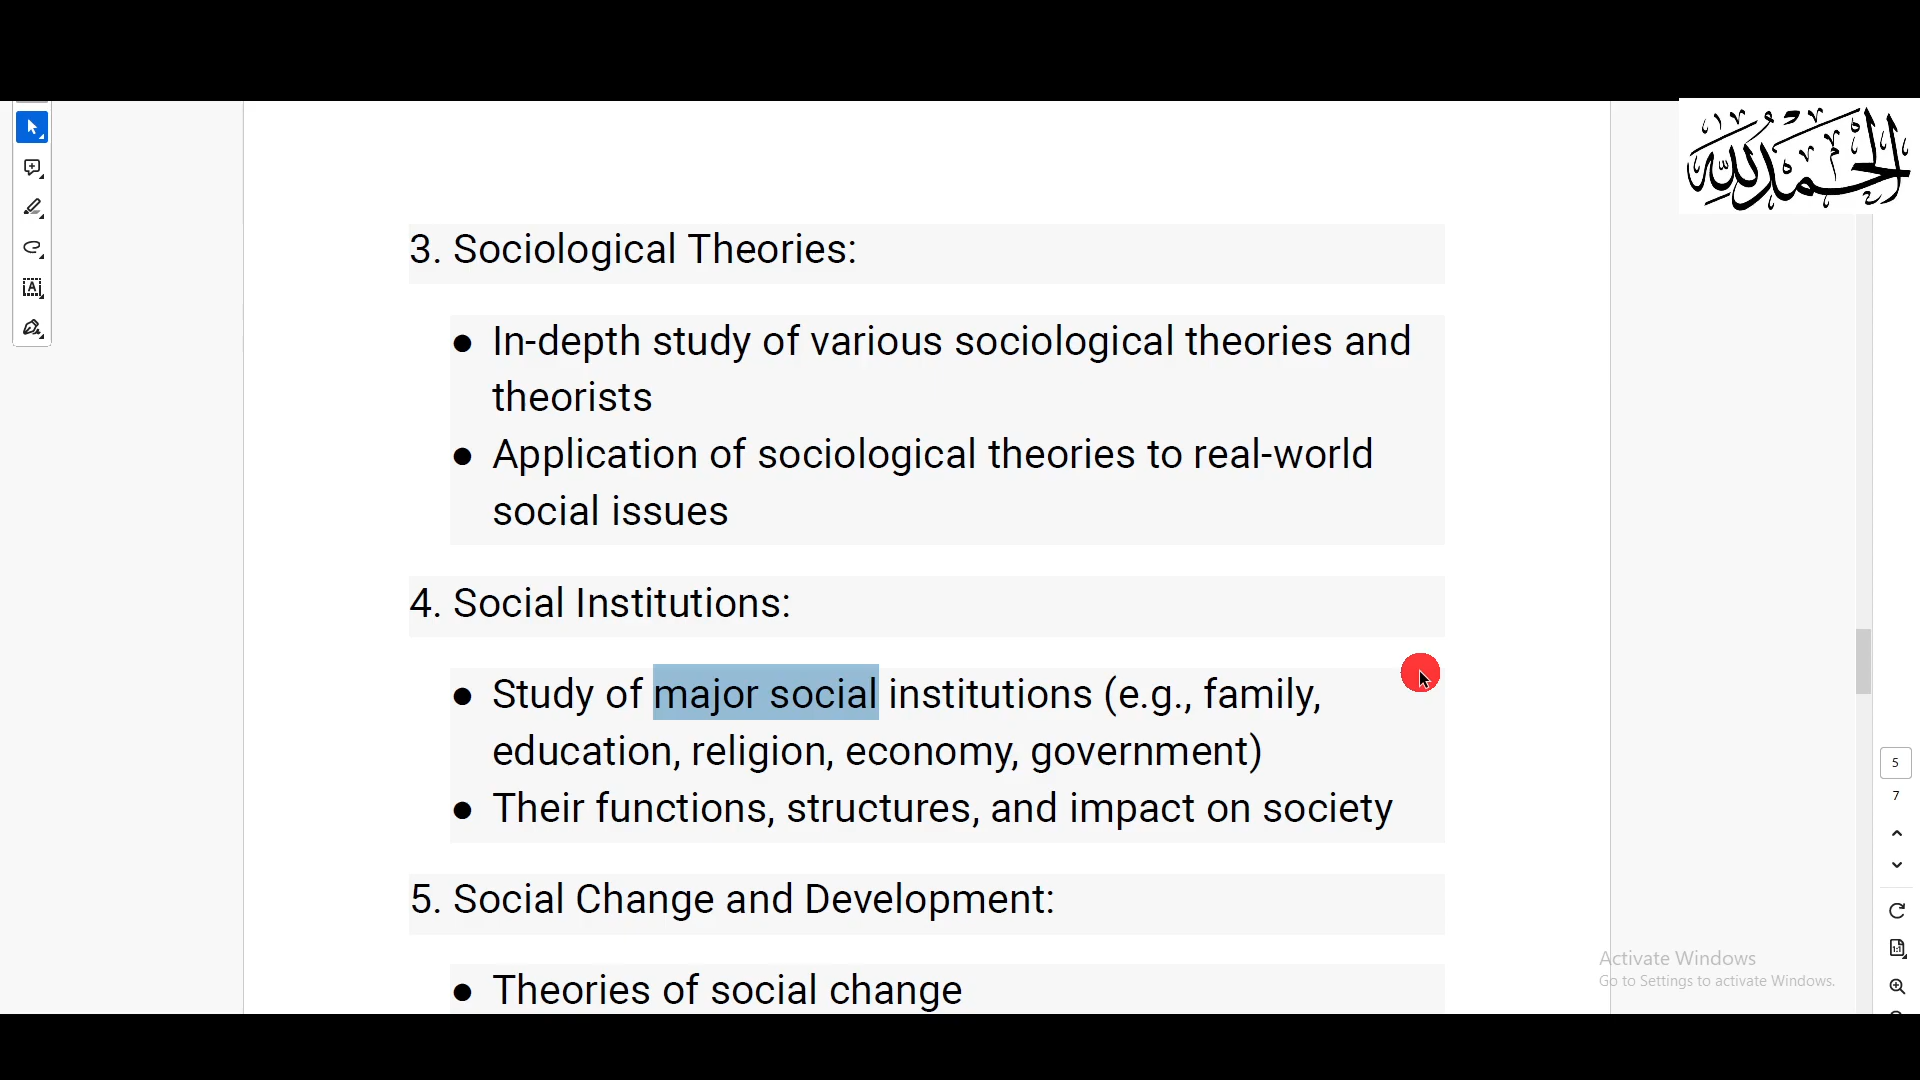 الحمد لله
3. Sociological Theories:
● In-depth study of various sociological theories and
theorists
● Application of sociological theories to real-world
social issues
4. Social Institutions:
● Study of major social institutions (e.g., family,
education, religion, economy, government)
● Their functions, structures, and impact on society
5. Social Change and Development:
● Theories of social change
5
7
Activate Windows
Go to Settings to activate Windows.